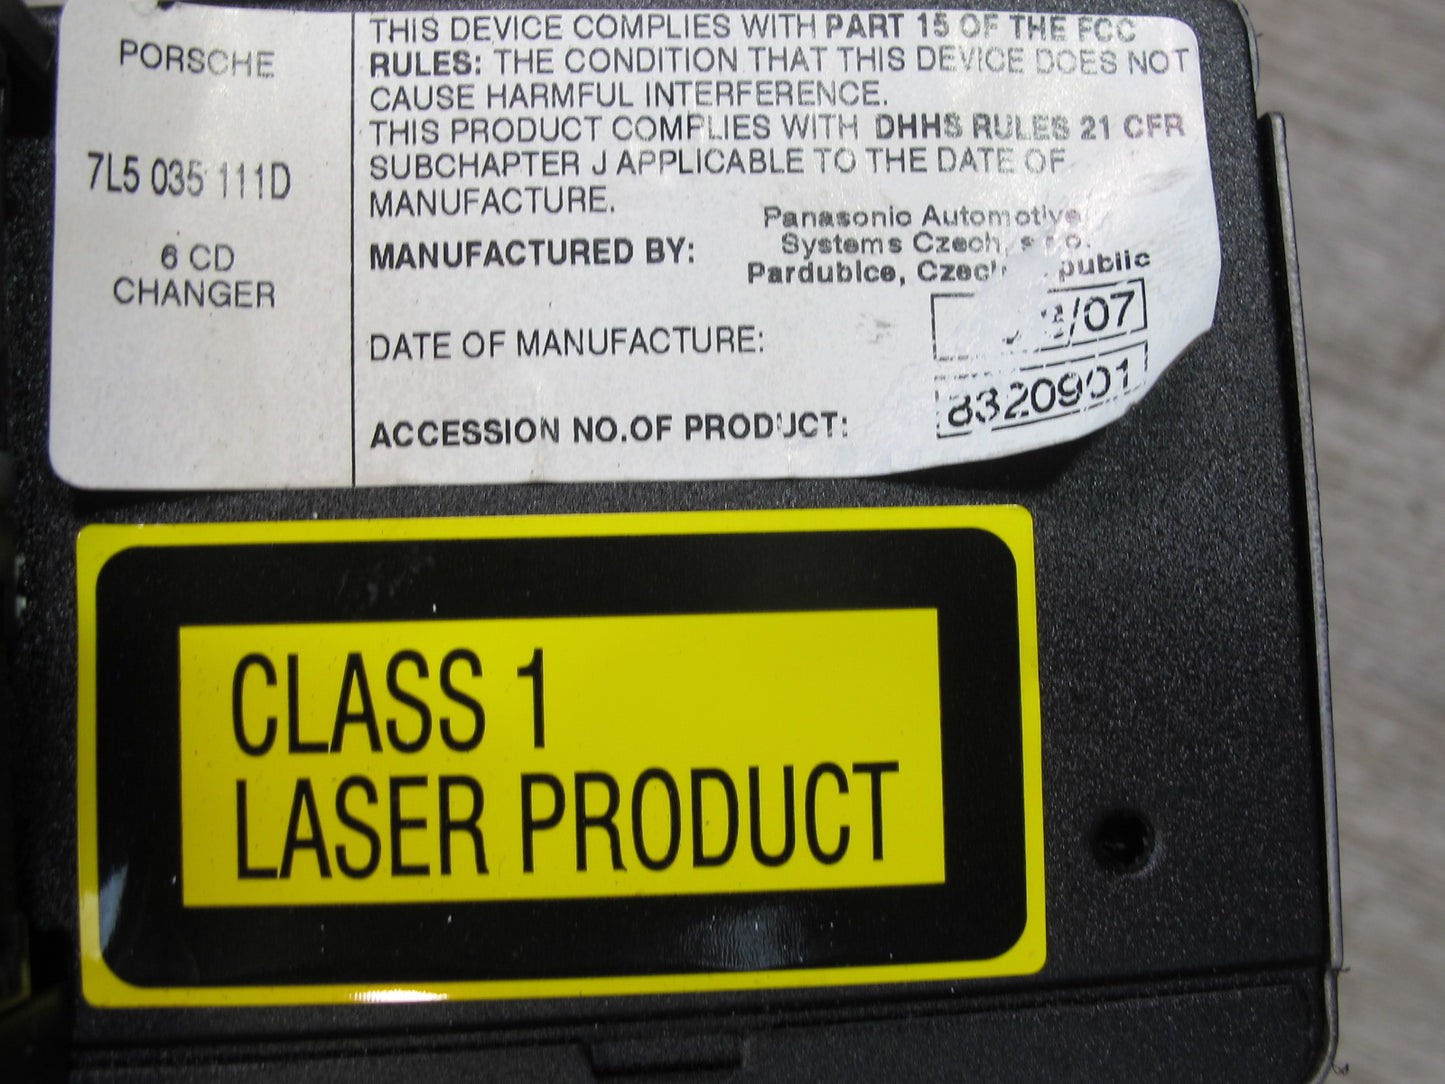 PORSCHE
7L5 035 111D
6 CD
CHANGER
THIS DEVICE COMPLIES WITH PART 15 OF THE FCC
RULES: THE CONDITION THAT THIS DEVICE DOES NOT
CAUSE HARMFUL INTERFERENCE.
THIS PRODUCT COMPLIES WITH DHHS RULES 21 CFR
SUBCHAPTER J APPLICABLE TO THE DATE OF
MANUFACTURE.
MANUFACTURED BY:
Panasonic Automotive
Systems Czech, s.r.o.
Pardubice, Czech
DATE OF MANUFACTURE: /07
ACCESSION NO.OF PRODUCT: 8320901
CLASS 1
LASER PRODUCT